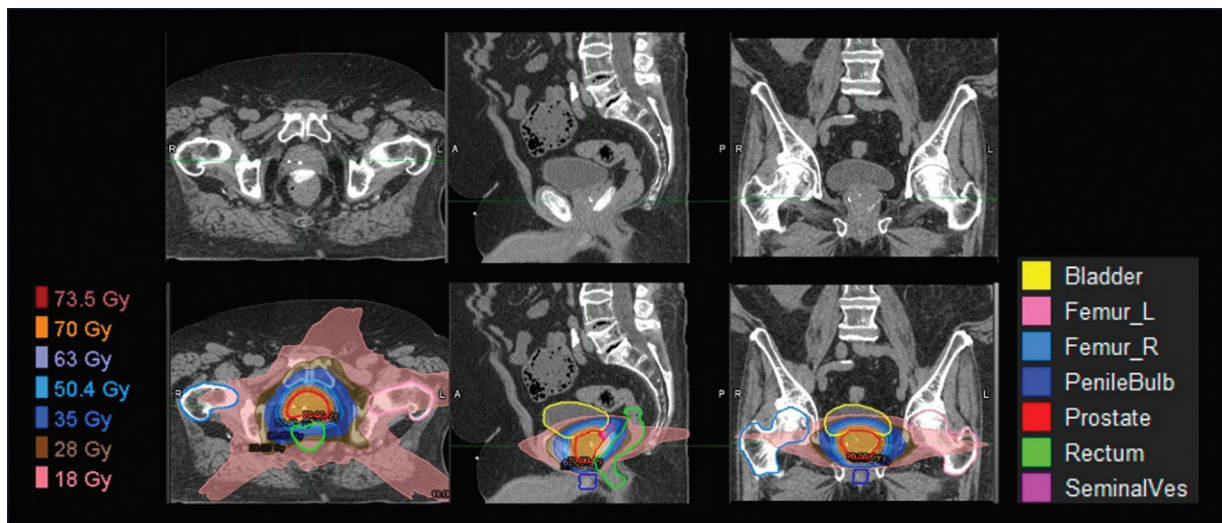 R
L
A
P
R
L
73.5 Gy
70 Gy
63 Gy
50.4 Gy
35 Gy
28 Gy
18 Gy
R
L
A
P
R
L
Bladder
Femur_L
Femur_R
PenileBulb
Prostate
Rectum
SeminalVes